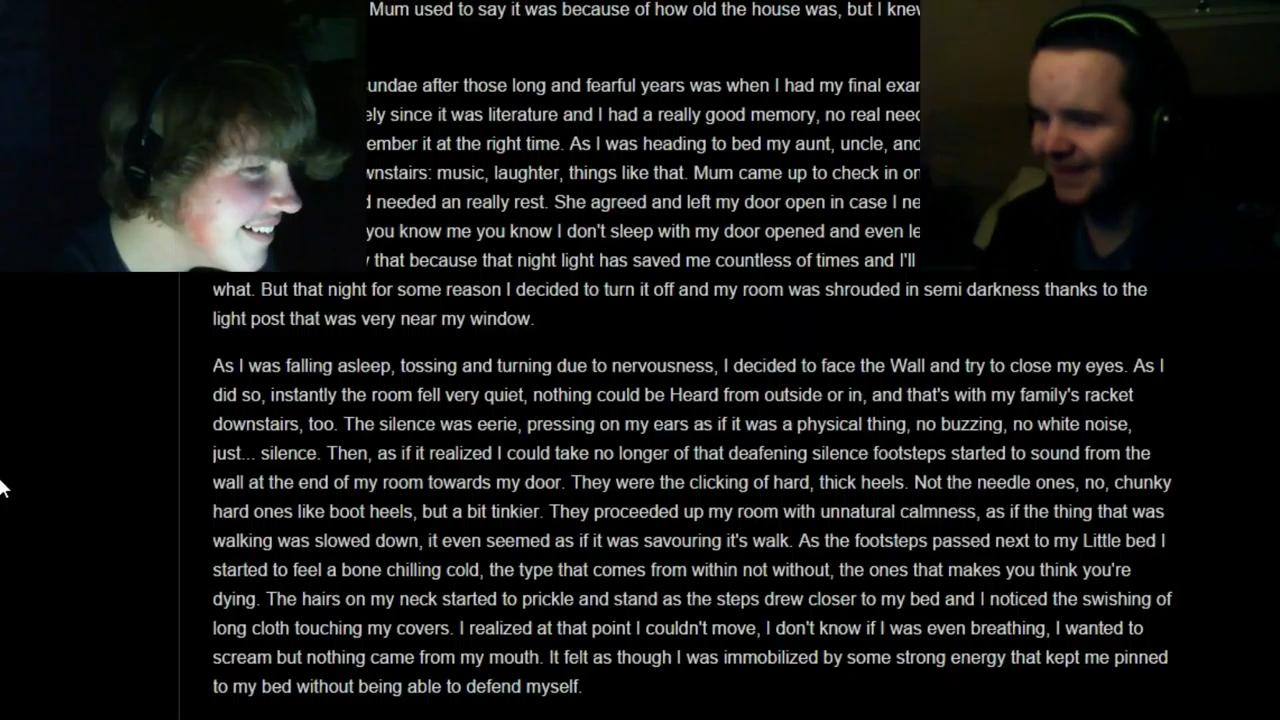 Mum used to say it was because of how old the house was, but I knew
sundae after those long and fearful years was when I had my final exam
ely since it was literature and I had a really good memory, no real need
ember it at the right time. As I was heading to bed my aunt, uncle, and
wnstairs: music, laughter, things like that. Mum came up to check in on
d needed an really rest. She agreed and left my door open in case I ne
you know me you know I don't sleep with my door opened and even le
y that because that night light has saved me countless of times and I'll
what. But that night for some reason I decided to turn it off and my room was shrouded in semi darkness thanks to the
light post that was very near my window.
As I was falling asleep, tossing and turning due to nervousness, I decided to face the Wall and try to close my eyes. As I
did so, instantly the room fell very quiet, nothing could be Heard from outside or in, and that's with my family's racket
downstairs, too. The silence was eerie, pressing on my ears as if it was a physical thing, no buzzing, no white noise,
just... silence. Then, as if it realized I could take no longer of that deafening silence footsteps started to sound from the
wall at the end of my room towards my door. They were the clicking of hard, thick heels. Not the needle ones, no, chunky
hard ones like boot heels, but a bit tinkier. They proceeded up my room with unnatural calmness, as if the thing that was
walking was slowed down, it even seemed as if it was savouring it's walk. As the footsteps passed next to my Little bed I
started to feel a bone chilling cold, the type that comes from within not without, the ones that makes you think you're
dying. The hairs on my neck started to prickle and stand as the steps drew closer to my bed and I noticed the swishing of
long cloth touching my covers. I realized at that point I couldn't move, I don't know if I was even breathing, I wanted to
scream but nothing came from my mouth. It felt as though I was immobilized by some strong energy that kept me pinned
to my bed without being able to defend myself.